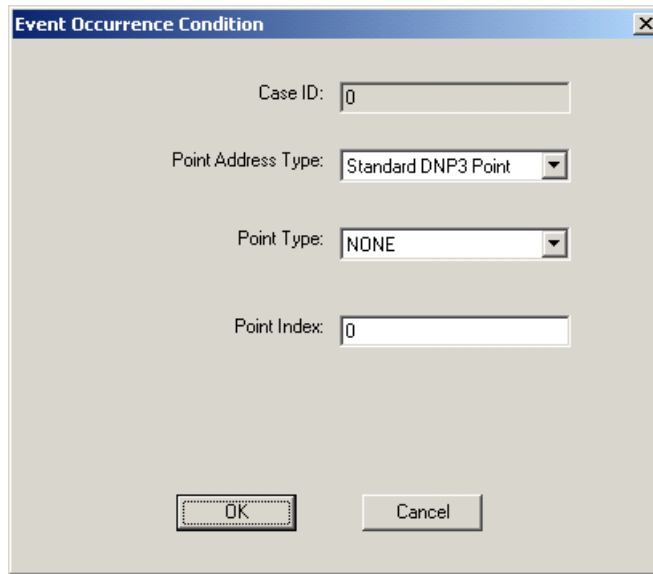 Event Occurrence Condition
Case ID: 0
Point Address Type: Standard DNP3 Point
Point Type: NONE
Point Index: 0
OK Cancel